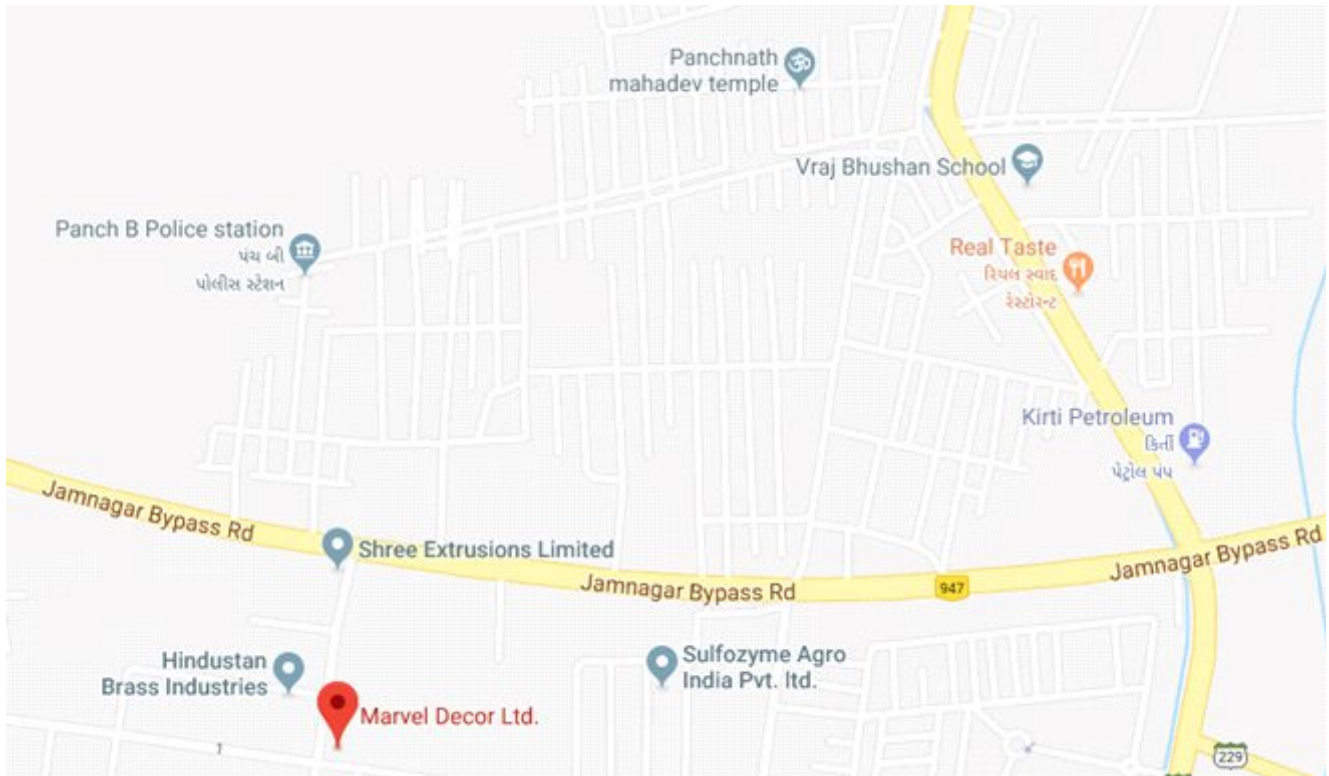 Panchnath
mahadev temple
Vraj Bhushan School
Panch B Police station
પંચ બી
પોલીસ સ્ટેશન
Real Taste
રિયલ સ્વાદ
રેસ્ટોરન્ટ
Kirti Petroleum
કિર્તી
પેટ્રોલ પંપ
Jamnagar Bypass Rd
Shree Extrusions Limited
Jamnagar Bypass Rd
947
Jamnagar Bypass Rd
Hindustan
Brass Industries
Sulfozyme Agro
India Pvt. ltd.
Marvel Decor Ltd.
229